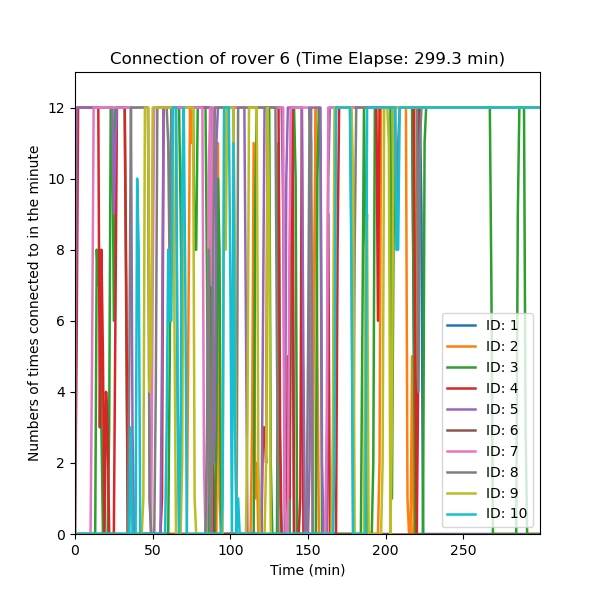 Connection of rover 6 (Time Elapse: 299.3 min)
Numbers of times connected to in the minute
12
10
8
6
4
2
0
0 50 100 150 200 250
Time (min)
ID: 1
ID: 2
ID: 3
ID: 4
ID: 5
ID: 6
ID: 7
ID: 8
ID: 9
ID: 10